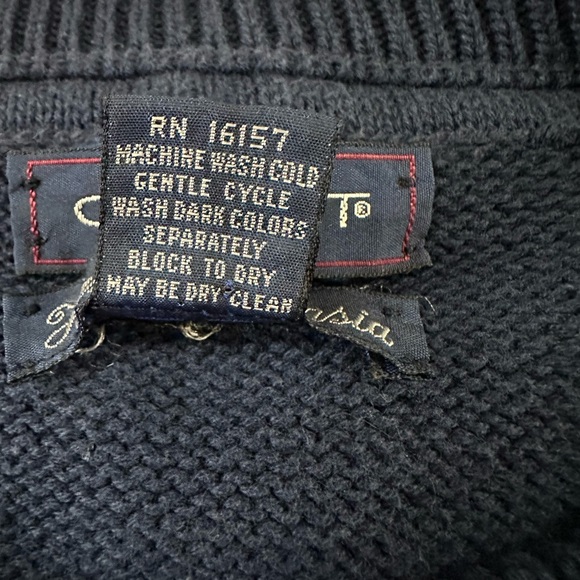 RN 16157
MACHINE WASH COLD
GENTLE CYCLE
WASH DARK COLORS
SEPARATELY
BLOCK TO DRY
MAY BE DRY CLEAN